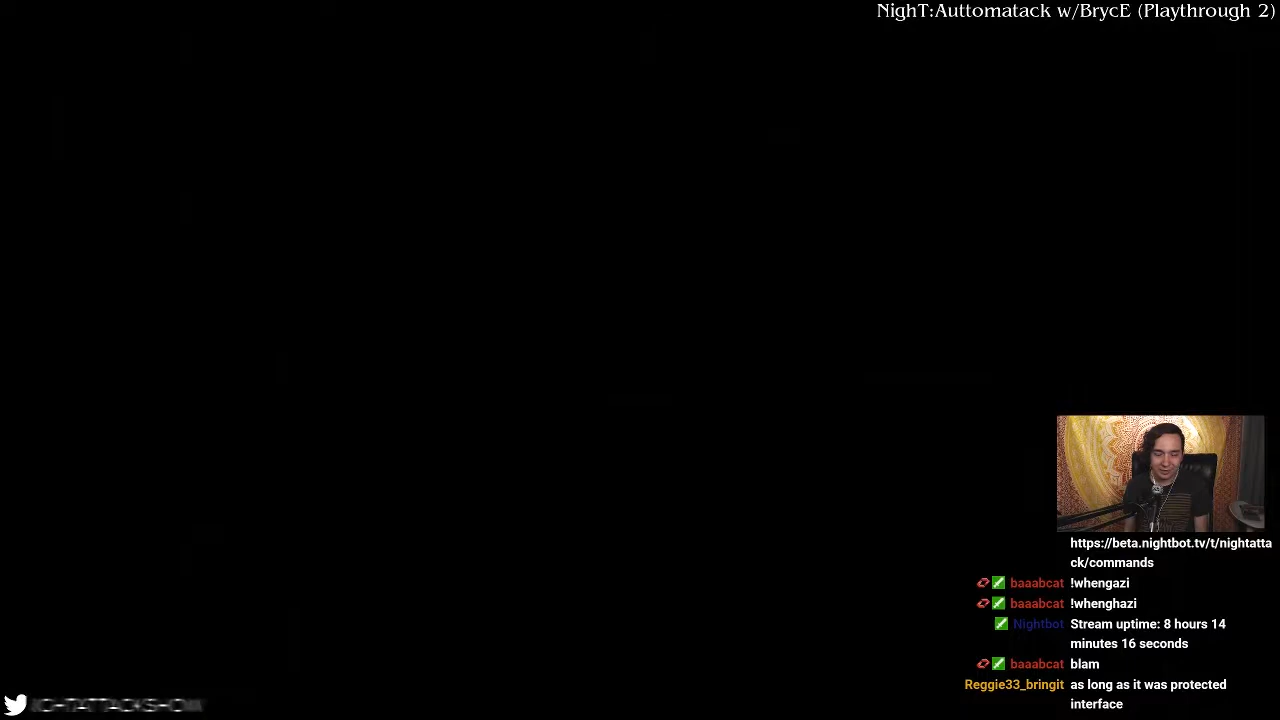 NighT:Auttomatack w/BrycE (Playthrough 2)
https://beta.nightbot.tv/t/nightatta
ck/commands
baaabcat !whengazi
baaabcat !whenghazi
Nightbot Stream uptime: 8 hours 14
minutes 16 seconds
baaabcat blam
Reggie33_bringit as long as it was protected
interface